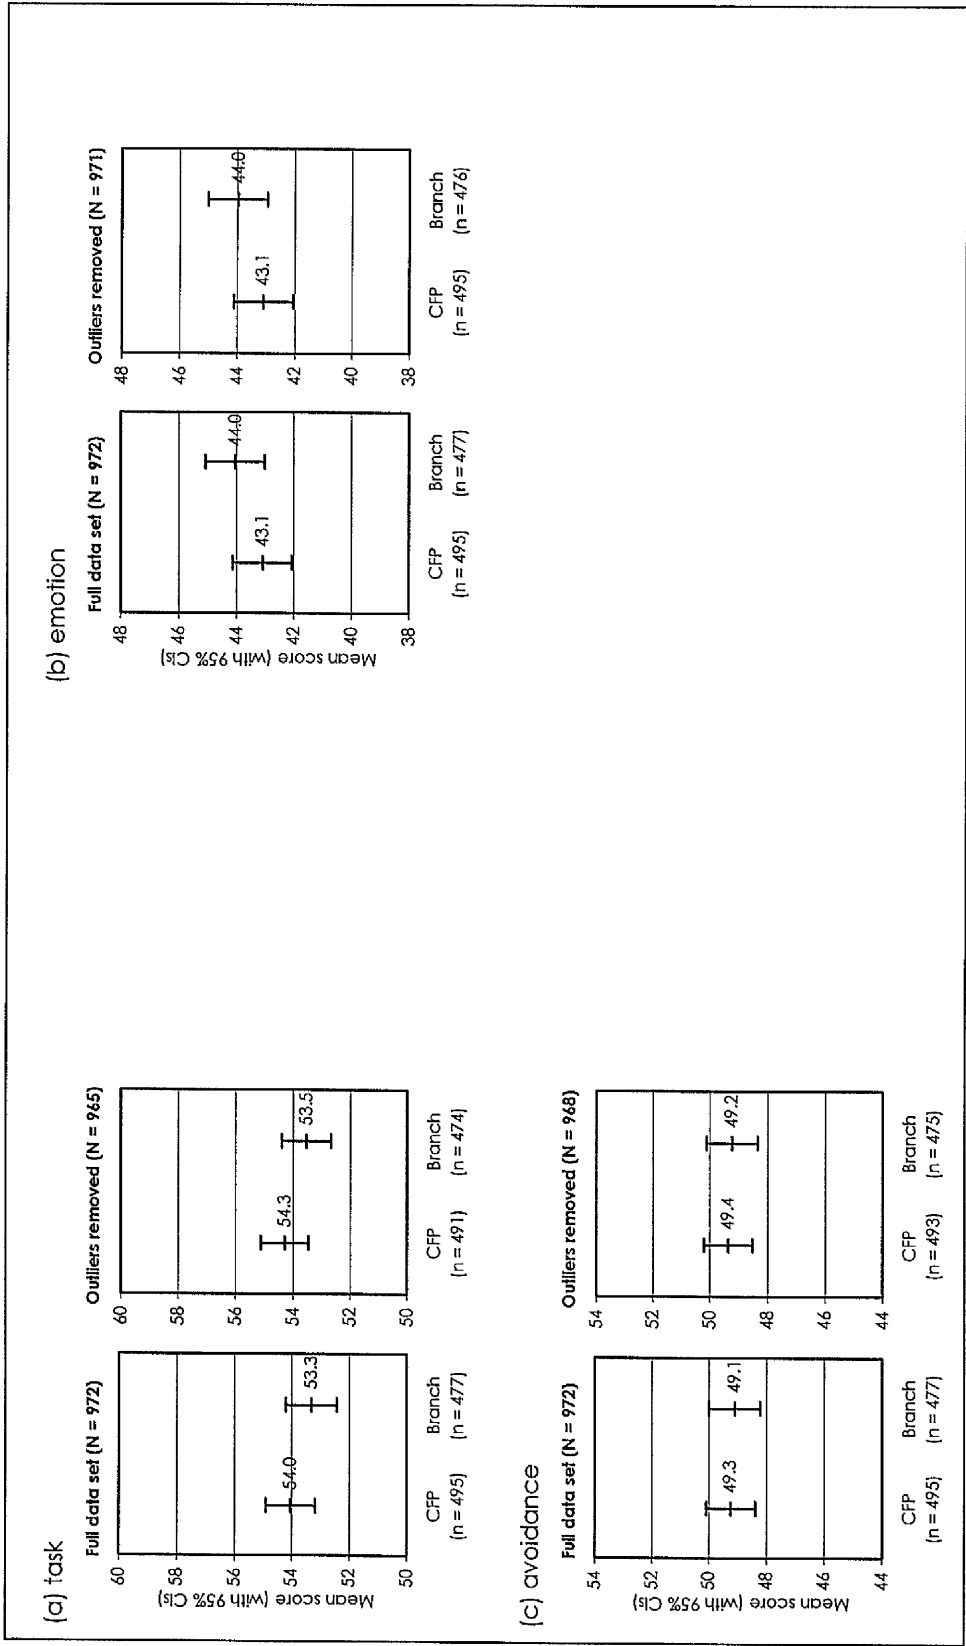 (a) task
Full data set (N = 972)
Mean score (with 95% CIs)
60
58
56
54
52
50
54.0
53.3
CFP
(n = 495)
Branch
(n = 477)
Outliers removed (N = 965)
60
58
56
54
52
50
54.3
53.5
CFP
(n = 491)
Branch
(n = 474)
(b) emotion
Full data set (N = 972)
Mean score (with 95% CIs)
48
46
44
42
40
38
43.1
44.0
CFP
(n = 495)
Branch
(n = 477)
Outliers removed (N = 971)
48
46
44
42
40
38
43.1
44.0
CFP
(n = 495)
Branch
(n = 476)
(c) avoidance
Full data set (N = 972)
Mean score (with 95% CIs)
54
52
50
48
46
44
49.3
49.1
CFP
(n = 495)
Branch
(n = 477)
Outliers removed (N = 968)
54
52
50
48
46
44
49.4
49.2
CFP
(n = 493)
Branch
(n = 475)